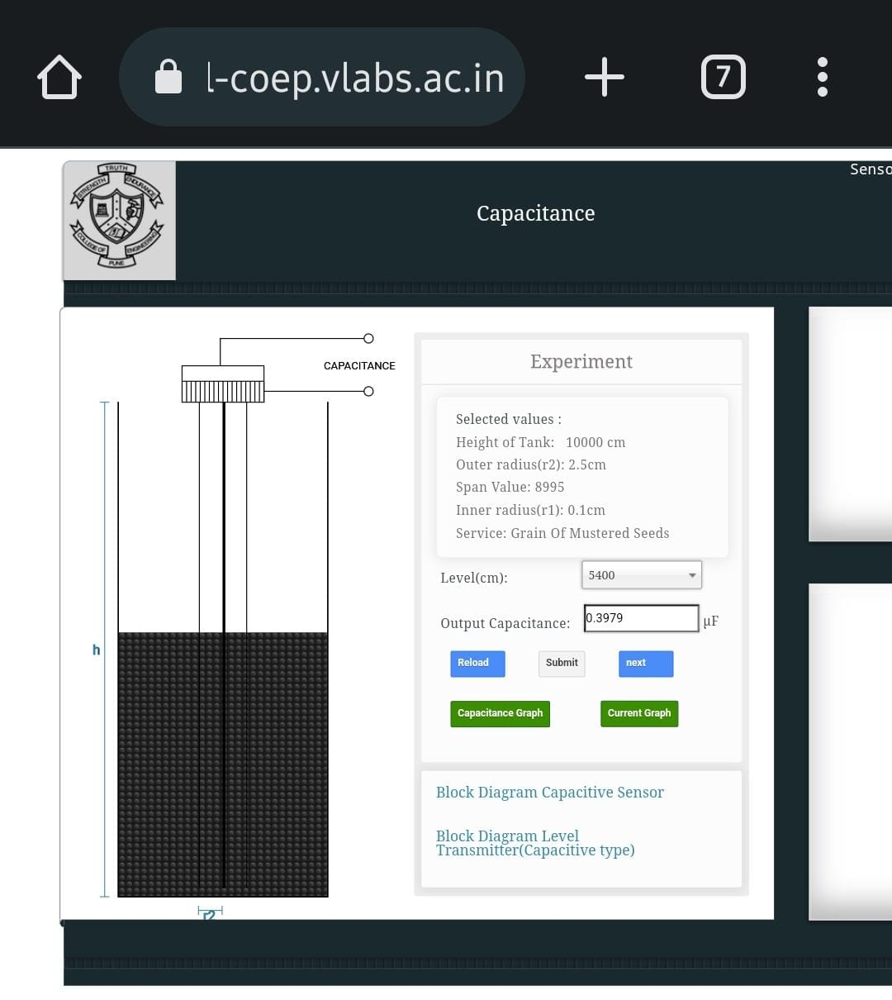 l-coep.vlabs.ac.in
7
TRUTH
STRENGTH
ENDURANCE
COLLEGE OF
ENGINEERING
PUNE
Senso
Capacitance
CAPACITANCE
h
r2
Experiment
Selected values :
Height of Tank: 10000 cm
Outer radius(r2): 2.5cm
Span Value: 8995
Inner radius(r1): 0.1cm
Service: Grain Of Mustered Seeds
Level(cm): 5400
Output Capacitance: 0.3979 µF
Reload Submit next
Capacitance Graph Current Graph
Block Diagram Capacitive Sensor
Block Diagram Level
Transmitter(Capacitive type)